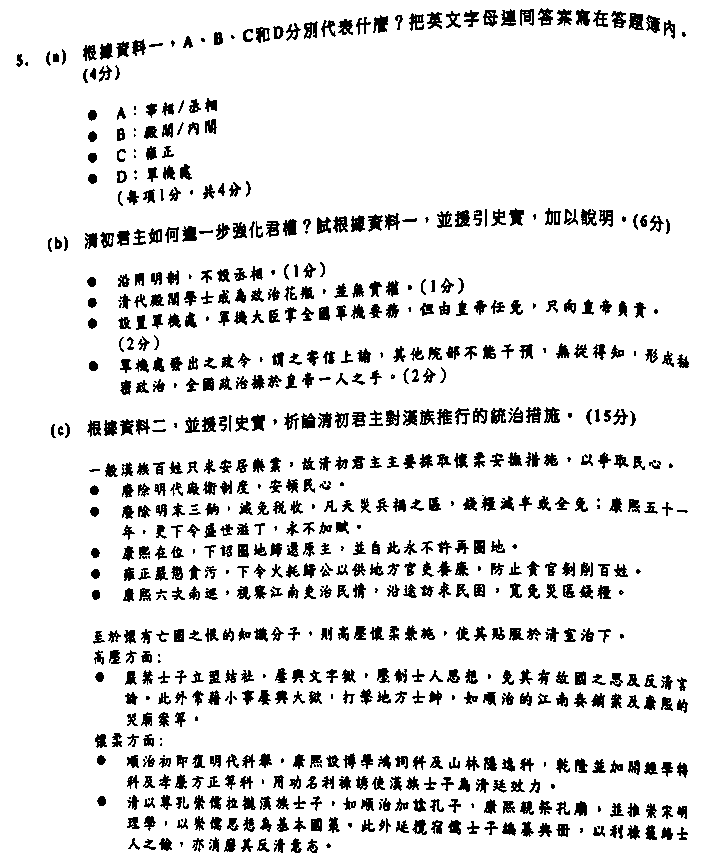 5. (a) 根據資料一，A、B、C和D分別代表什麼？把英文字母連同答案寫在答題簿內。
(4分)
● A：宰相/丞相
● B：殿閣/內閣
● C：雍正
● D：軍機處
(每項1分，共4分)
(b) 清初君主如何進一步強化君權？試根據資料一，並援引史實，加以說明。(6分)
● 沿用明制，不設丞相。(1分)
● 清代殿閣學士成為政治花瓶，並無實權。(1分)
● 設置軍機處，軍機大臣掌全國軍機要務，但由皇帝任免，只向皇帝負責。
(2分)
● 軍機處發出之政令，謂之寄信上諭，其他院部不能干預，無從得知，形成秘
密政治，全國政治操於皇帝一人之手。(2分)
(c) 根據資料二，並援引史實，析論清初君主對漢族推行的統治措施。 (15分)
一般漢族百姓只求安居樂業，故清初君主主要採取懷柔安撫措施，以爭取民心。
● 廢除明代廠衛制度，安頓民心。
● 廢除明末三餉，減免稅收，凡天災兵禍之區，錢糧減半或全免；康熙五十一
年，更下令盛世滋丁，永不加賦。
● 康熙在位，下詔圈地歸還原主，並自此永不許再圈地。
● 雍正嚴懲貪污，下令火耗歸公以供地方官吏養廉，防止貪官剝削百姓。
● 康熙六次南巡，視察江南吏治民情，沿途訪求民困，寬免災區錢糧。
至於懷有亡國之恨的知識分子，則高壓懷柔兼施，使其貼服於清室治下。
高壓方面：
● 嚴禁士子立盟結社，屢興文字獄，壓制士人思想，免其有故國之思及反清言
論。此外常藉小事屢興大獄，打擊地方士紳，如順治的江南奏銷案及康熙的
哭廟案等。
懷柔方面：
● 順治初即復明代科舉，康熙設博學鴻詞科及山林隱逸科，乾隆並加開經學特
科及孝廉方正等科，用功名利祿誘使漢族士子為清廷效力。
● 清以尊孔崇儒拉攏漢族士子，如順治加諡孔子，康熙親祭孔廟，並推崇宋明
理學，以崇儒思想為基本國策。此外延攬宿儒士子編纂典冊，以利祿籠絡士
人之餘，亦消磨其反清意志。